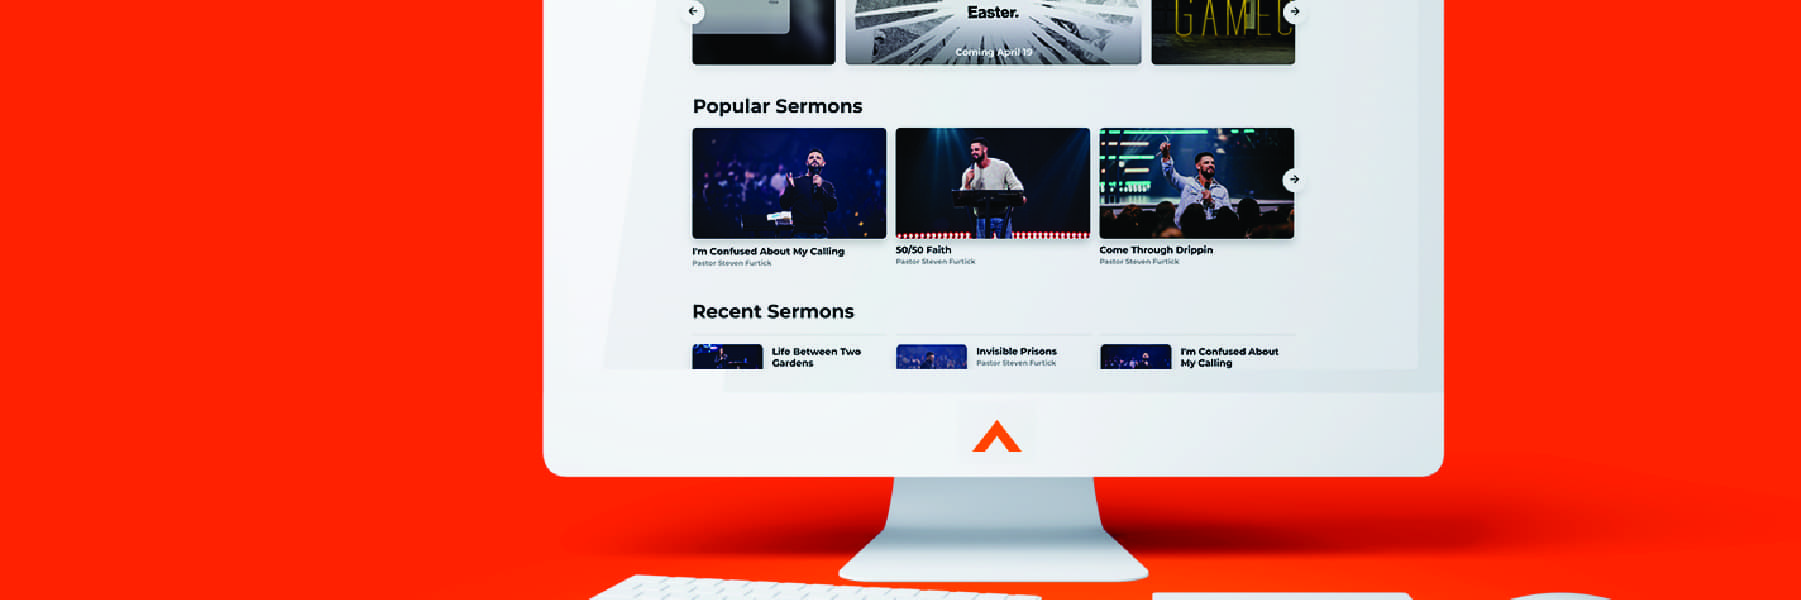 Easter.
Coming April 19
GAMEC
Popular Sermons
I'm Confused About My Calling
Pastor Steven Furtick
50/50 Faith
Pastor Steven Furtick
Come Through Drippin
Pastor Steven Furtick
Recent Sermons
Life Between Two
Gardens
Invisible Prisons
Pastor Steven Furtick
I'm Confused About
My Calling